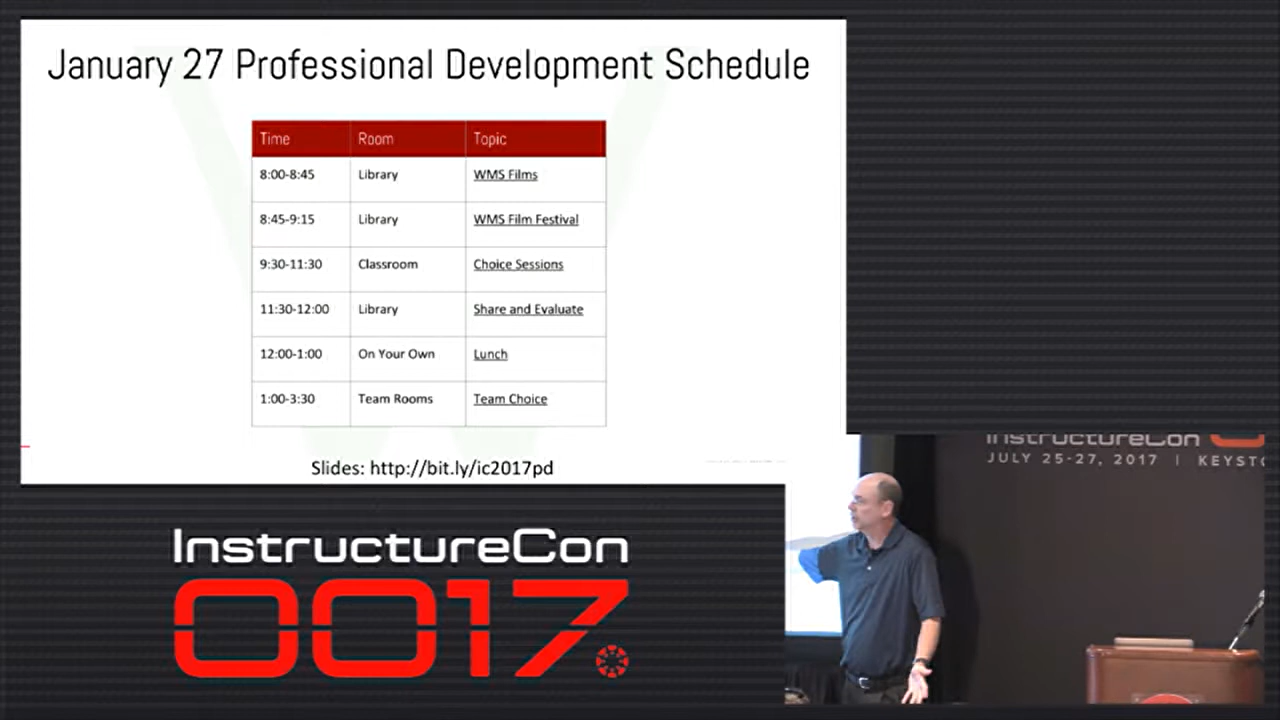 January 27 Professional Development Schedule
Time Room Topic
8:00-8:45 Library WMS Films
8:45-9:15 Library WMS Film Festival
9:30-11:30 Classroom Choice Sessions
11:30-12:00 Library Share and Evaluate
12:00-1:00 On Your Own Lunch
1:00-3:30 Team Rooms Team Choice
Slides: http://bit.ly/ic2017pd
InstructureCon
JULY 25-27, 2017 | KEYSTO
InstructureCon
0017